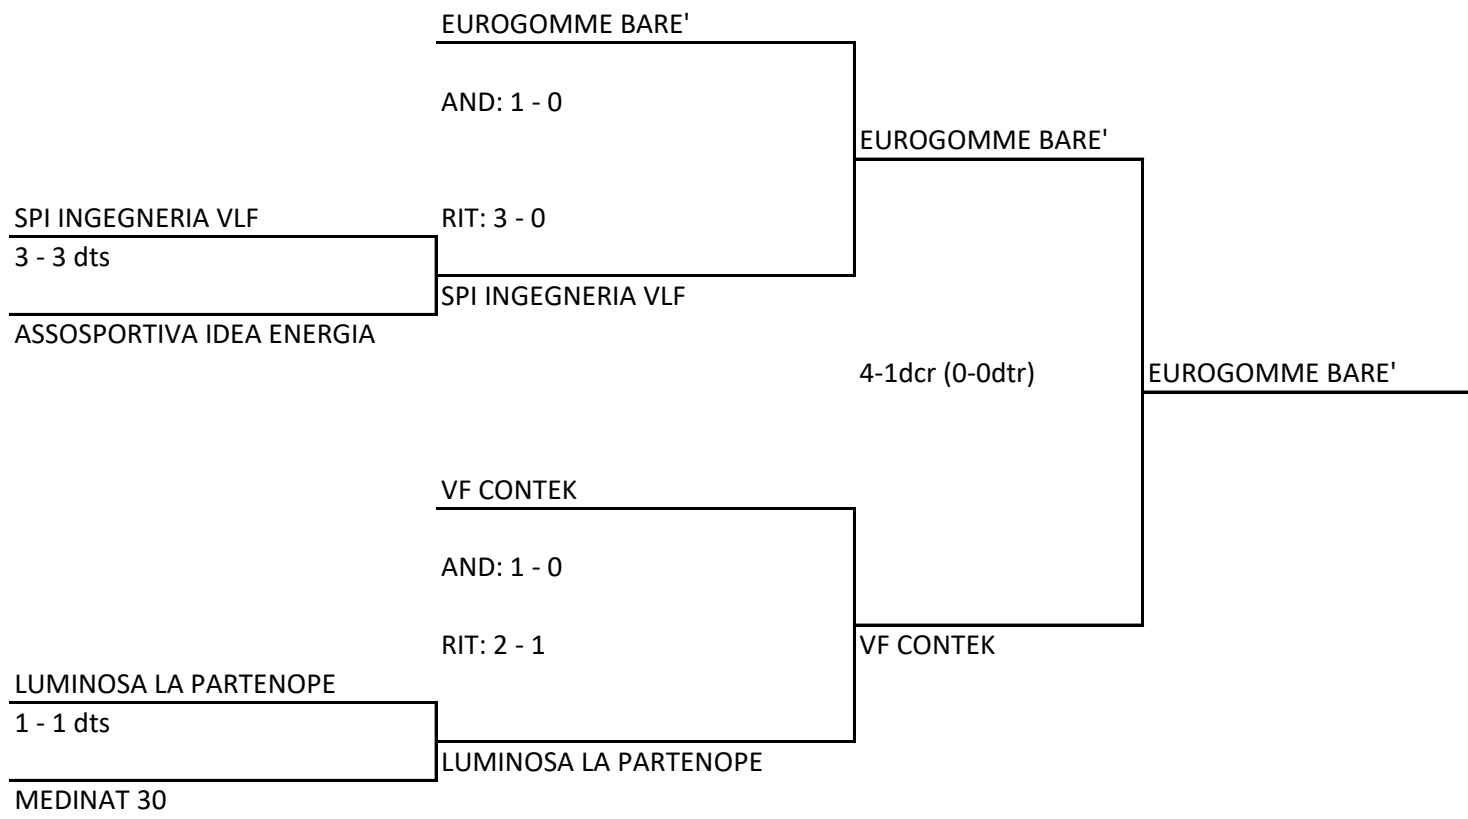 EUROGOMME BARE'
AND: 1 - 0
EUROGOMME BARE'
SPI INGEGNERIA VLF
RIT: 3 - 0
3 - 3 dts
SPI INGEGNERIA VLF
ASSOSPORTIVA IDEA ENERGIA
4-1dcr (0-0dtr)
EUROGOMME BARE'
VF CONTEK
AND: 1 - 0
RIT: 2 - 1
VF CONTEK
LUMINOSA LA PARTENOPE
1 - 1 dts
LUMINOSA LA PARTENOPE
MEDINAT 30